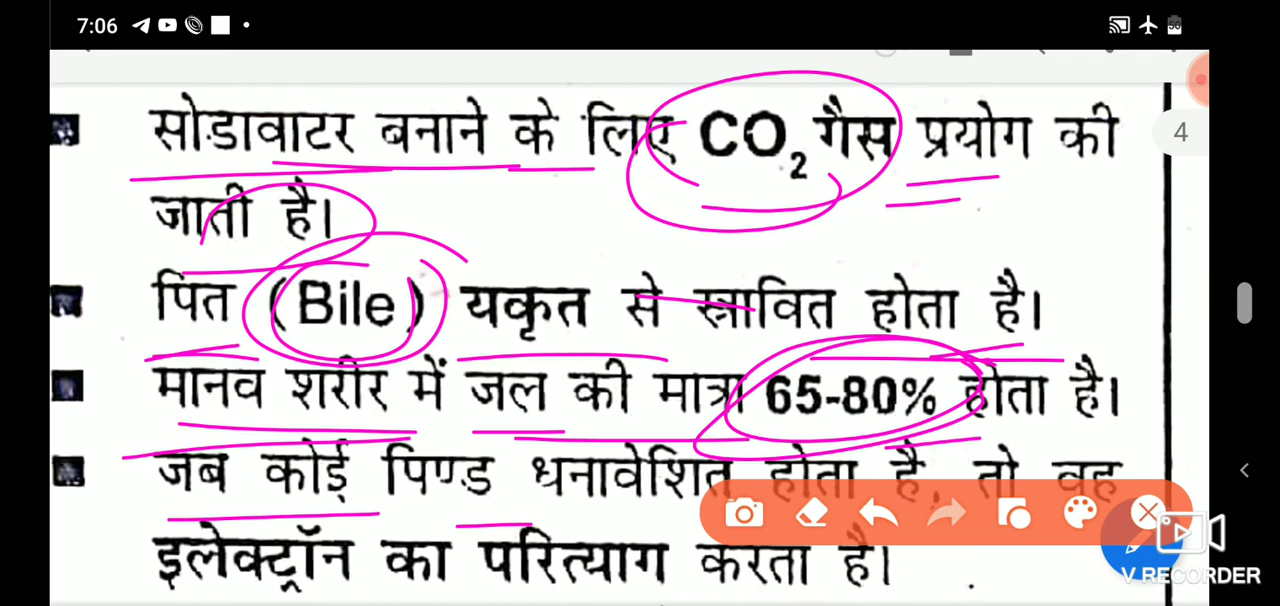 7:06
4
सोडावाटर बनाने के लिए CO₂ गैस प्रयोग की
जाती है।
पित (Bile) यकृत से स्रावित होता है।
मानव शरीर में जल की मात्रा 65-80% होता है।
जब कोई पिण्ड धनावेशित होता है, तो वह
इलेक्ट्रॉन का परित्याग करता है।
V RECORDER